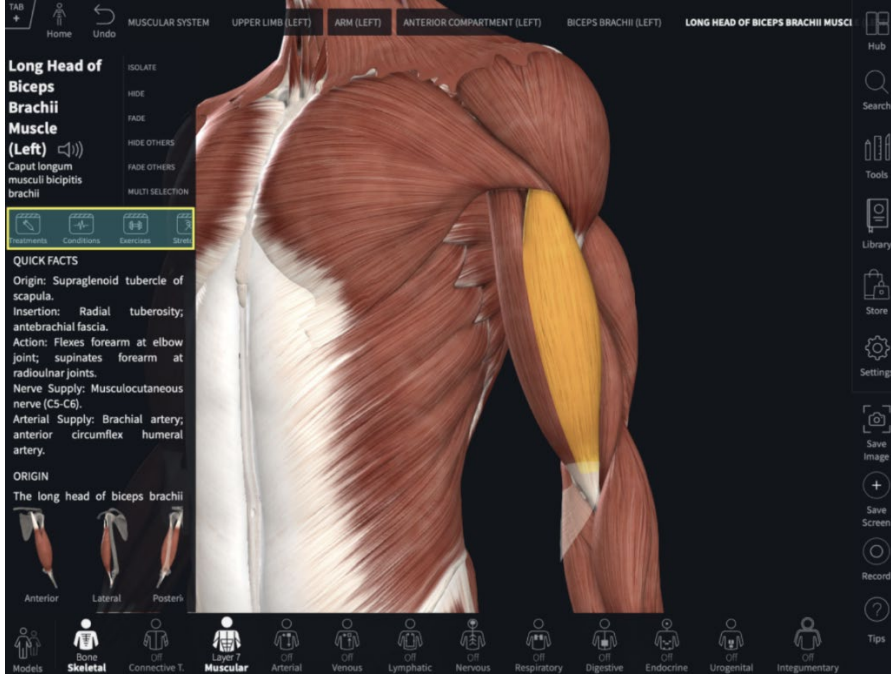 TAB
+
Home
Undo
MUSCULAR SYSTEM
UPPER LIMB (LEFT)
ARM (LEFT)
ANTERIOR COMPARTMENT (LEFT)
BICEPS BRACHII (LEFT)
LONG HEAD OF BICEPS BRACHII MUSCL
Hub
Long Head of
Biceps
Brachii
Muscle
(Left)
Caput longum
musculi bicipitis
brachii
ISOLATE
HIDE
FADE
HIDE OTHERS
FADE OTHERS
MULTI SELECTION
Treatments
Conditions
Exercises
Stretc
QUICK FACTS
Origin: Supraglenoid tubercle of
scapula.
Insertion: Radial tuberosity;
antebrachial fascia.
Action: Flexes forearm at elbow
joint; supinates forearm at
radioulnar joints.
Nerve Supply: Musculocutaneous
nerve (C5-C6).
Arterial Supply: Brachial artery;
anterior circumflex humeral
artery.
ORIGIN
The long head of biceps brachii
Anterior
Lateral
Posteri
Search
Tools
Library
Store
Settings
Save
Image
Save
Screen
Record
Tips
Models
Bone
Skeletal
Off
Connective T.
Layer 7
Muscular
Off
Arterial
Off
Venous
Off
Lymphatic
Off
Nervous
Off
Respiratory
Off
Digestive
Off
Endocrine
Off
Urogenital
Off
Integumentary